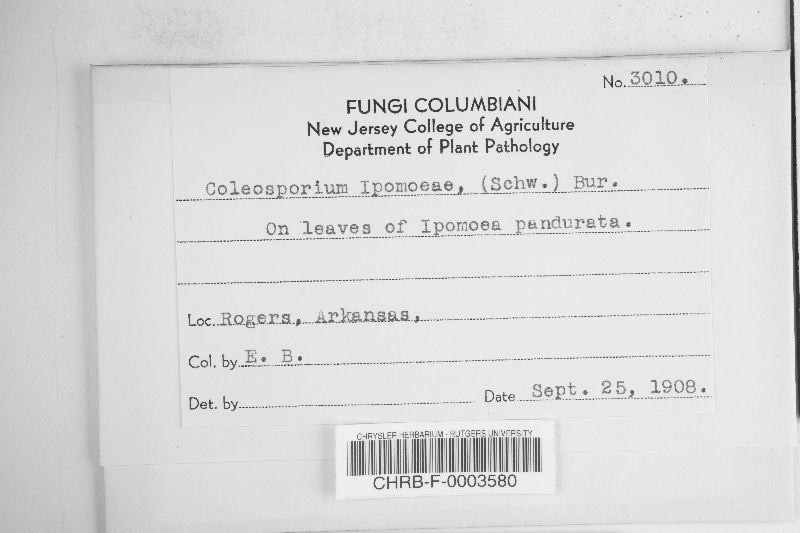 No. 3010.
FUNGI COLUMBIANI
New Jersey College of Agriculture
Department of Plant Pathology
Coleosporium Ipomoeae, (Schw.) Bur.
On leaves of Ipomoea pandurata.
Loc. Rogers, Arkansas,
Col. by E. B.
Det. by
Date Sept. 25, 1908.
CHRYSLER HERBARIUM - RUTGERS UNIVERSITY
CHRB-F-0003580